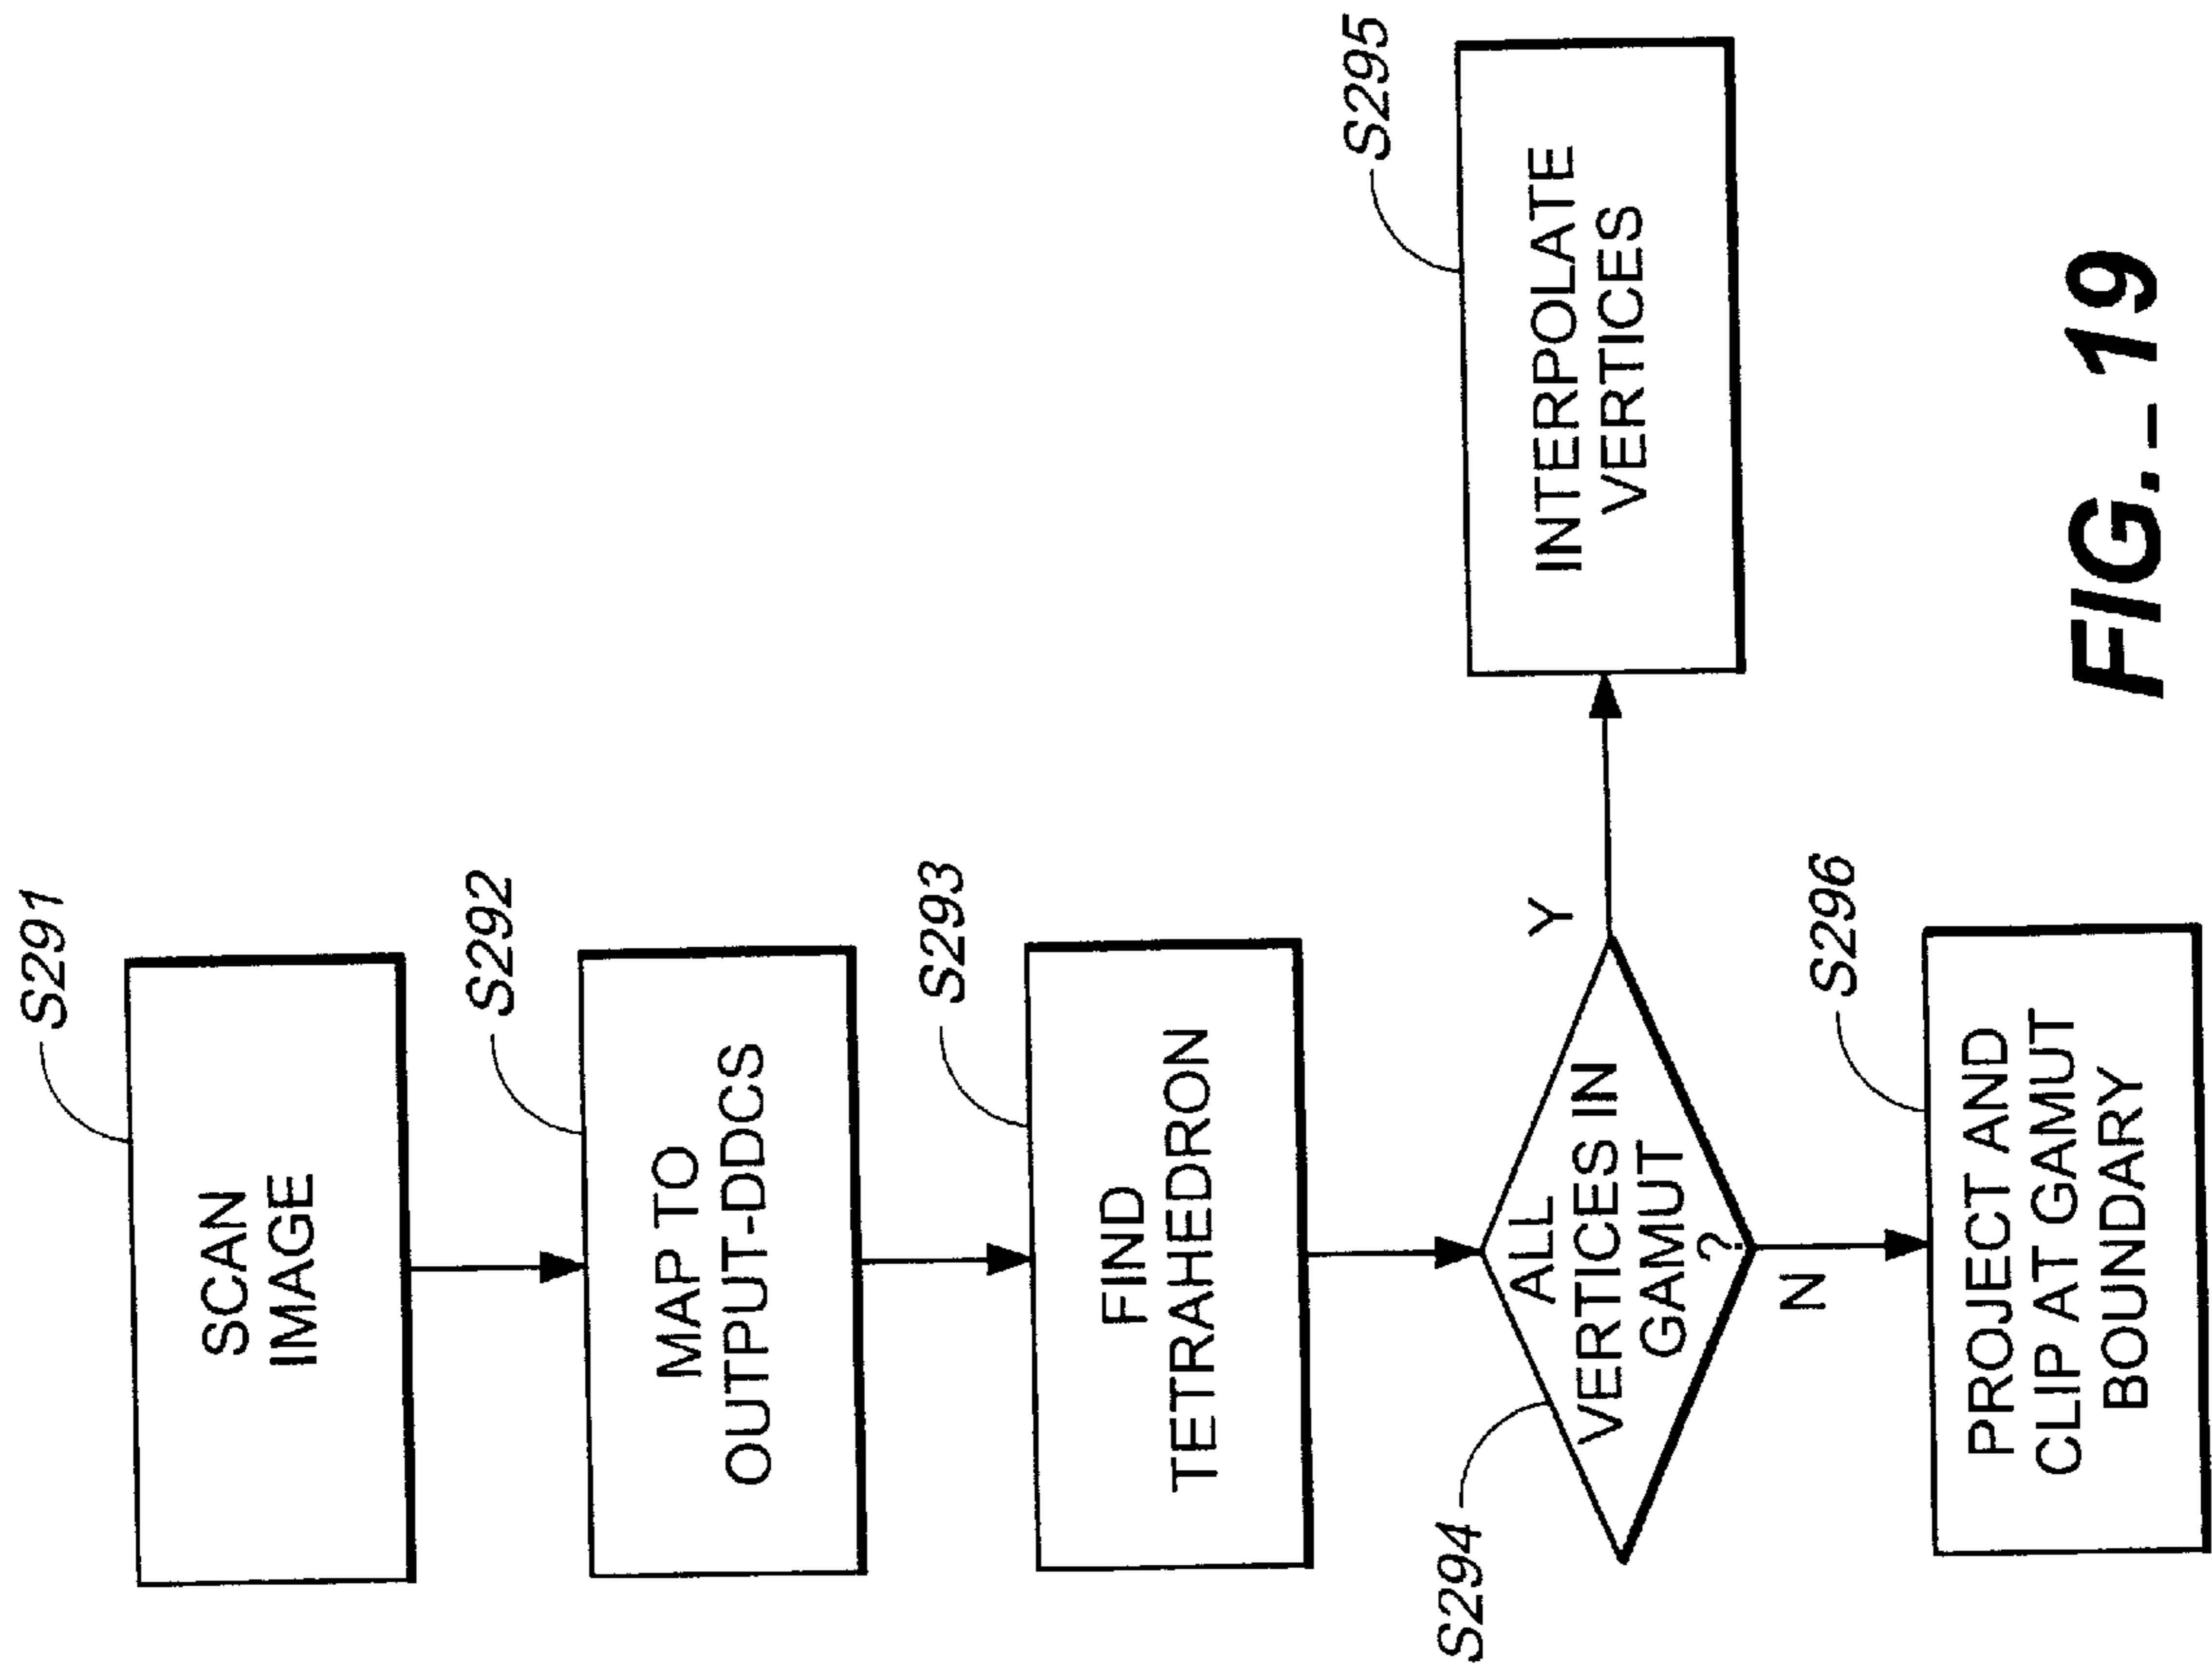 S291
SCAN
IMAGE
S292
MAP TO
OUTPUT-DDCS
S293
FIND
TETRAHEDRON
S294
ALL
VERTICES IN
GAMUT
?
Y
S295
INTERPOLATE
VERTICES
N
S296
PROJECT AND
CLIP AT GAMUT
BOUNDARY
FIG.-19